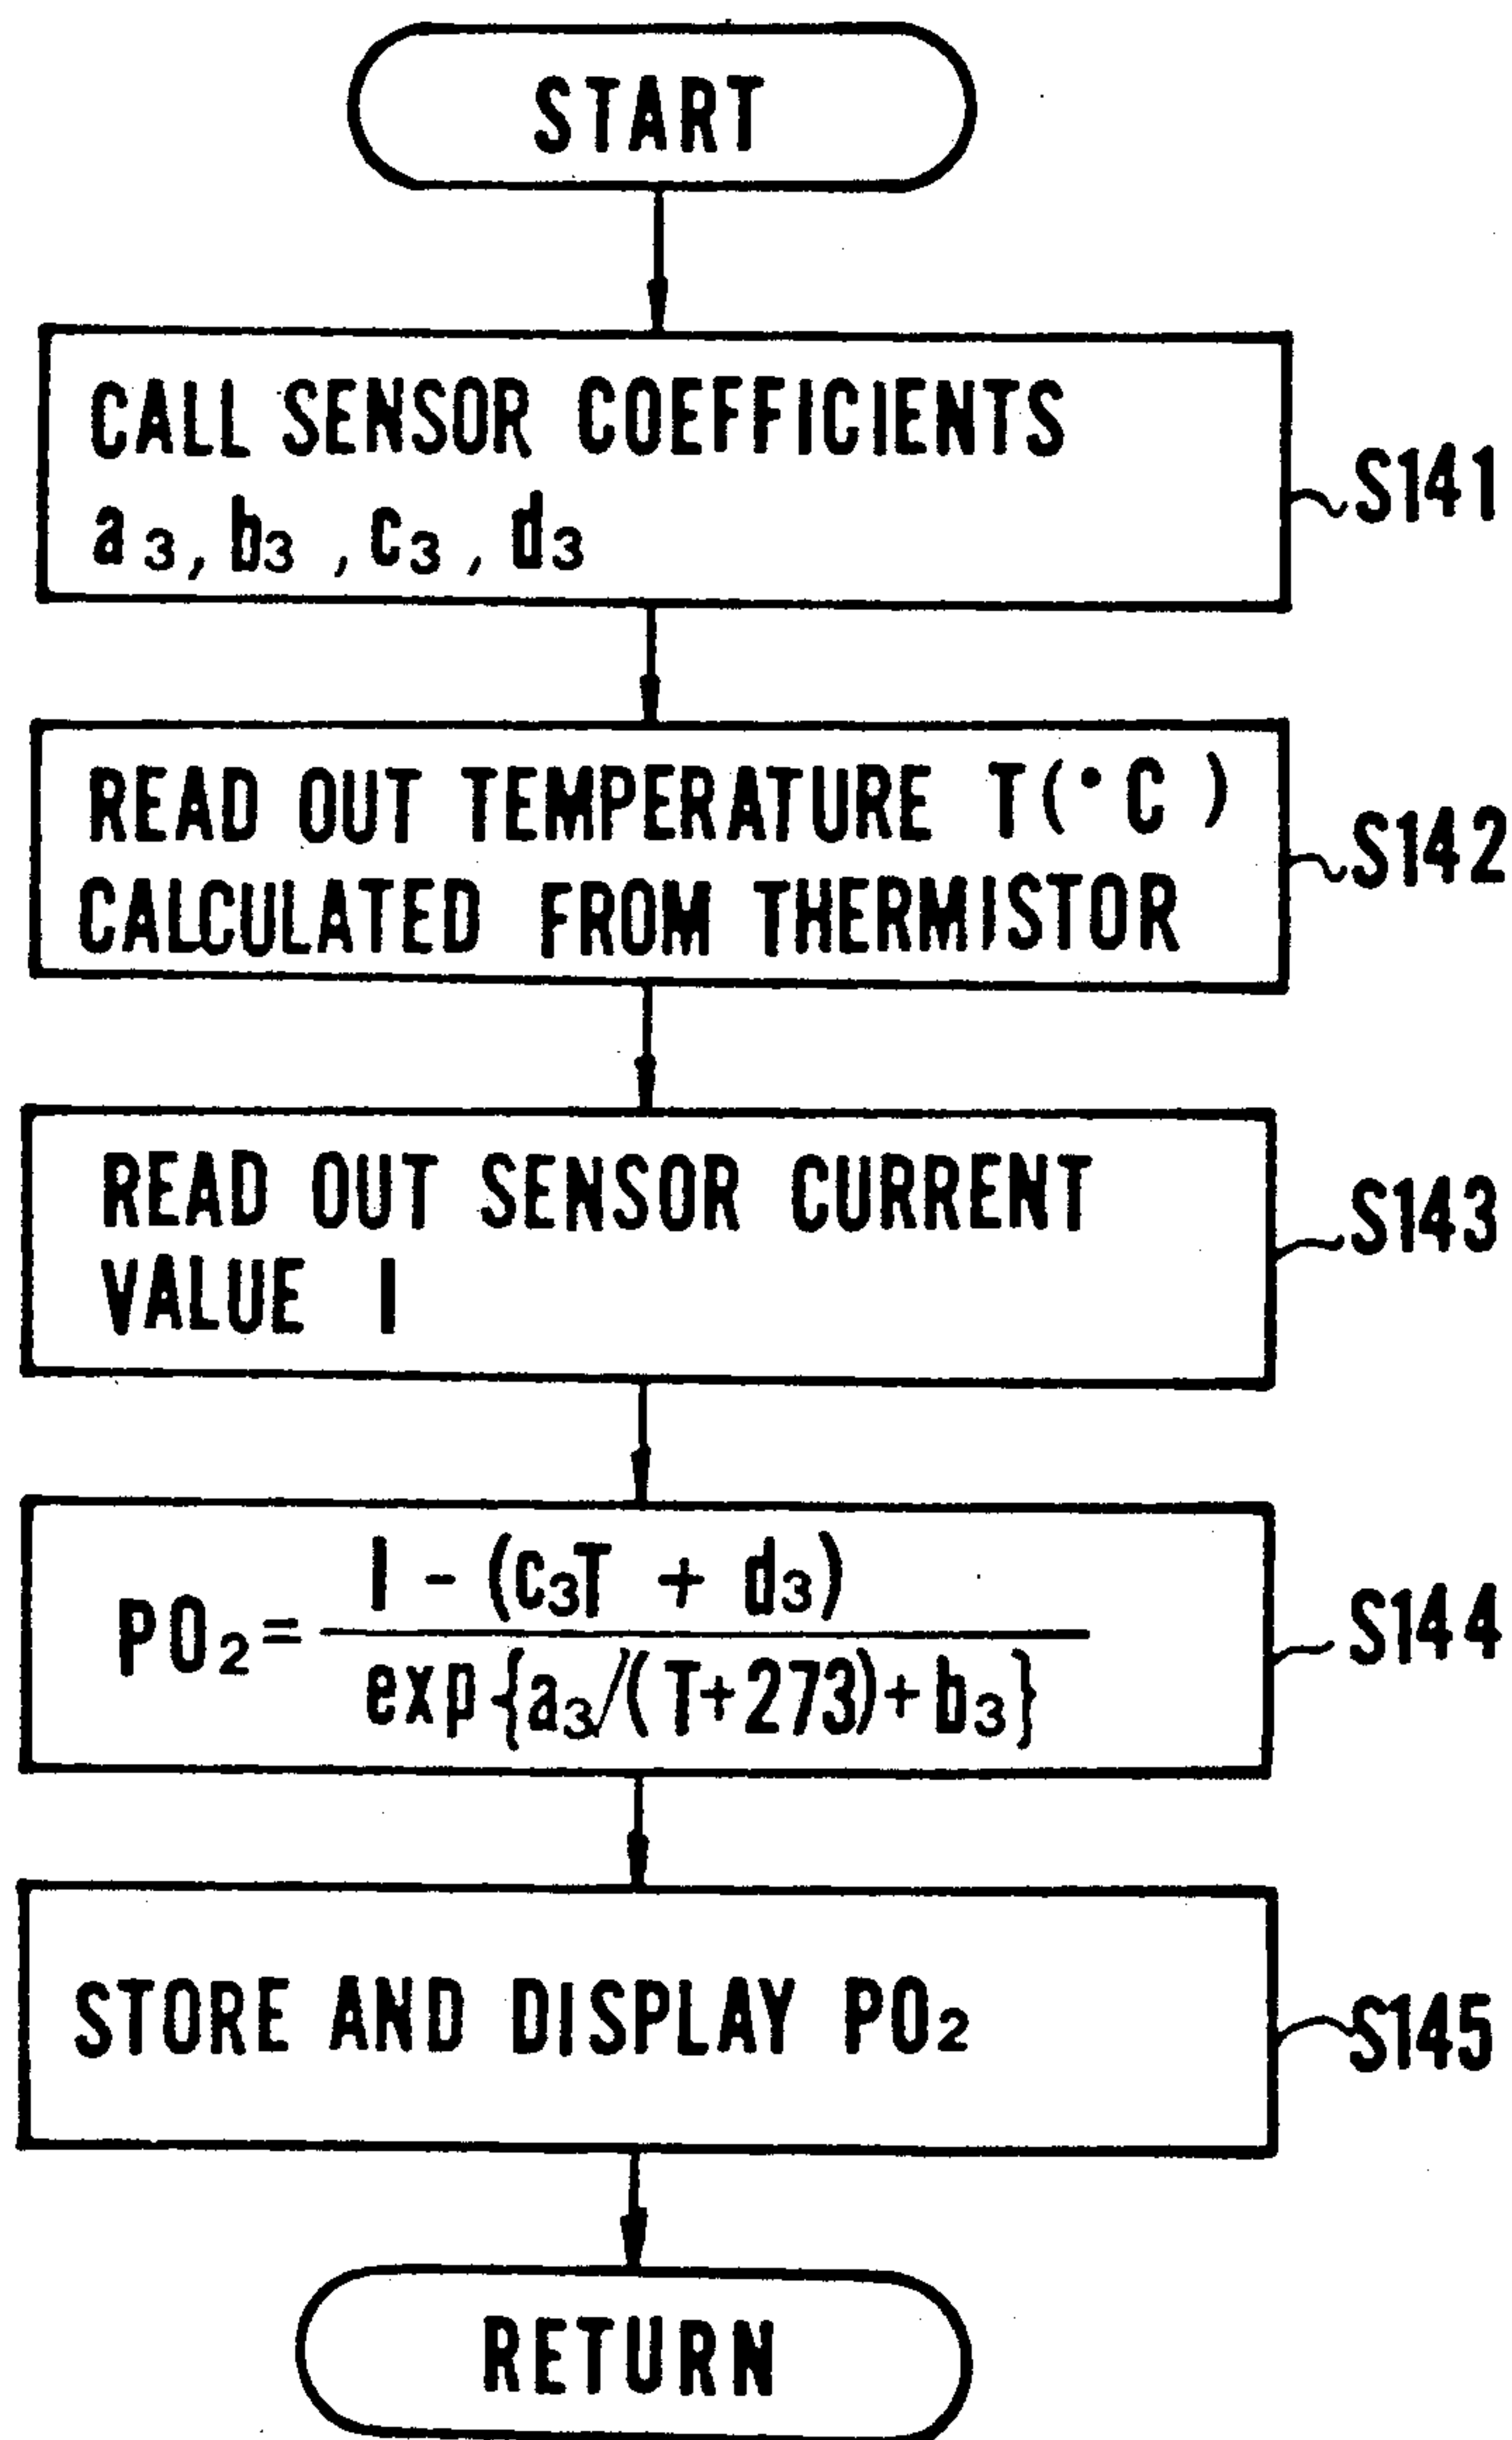 START
CALL SENSOR COEFFICIENTS
a₃, b₃, c₃, d₃
S141
READ OUT TEMPERATURE T(°C)
CALCULATED FROM THERMISTOR
S142
READ OUT SENSOR CURRENT
VALUE I
S143
PO₂ = I - (c₃T + d₃)
exp{a₃/(T+273)+b₃}
S144
STORE AND DISPLAY PO₂
S145
RETURN